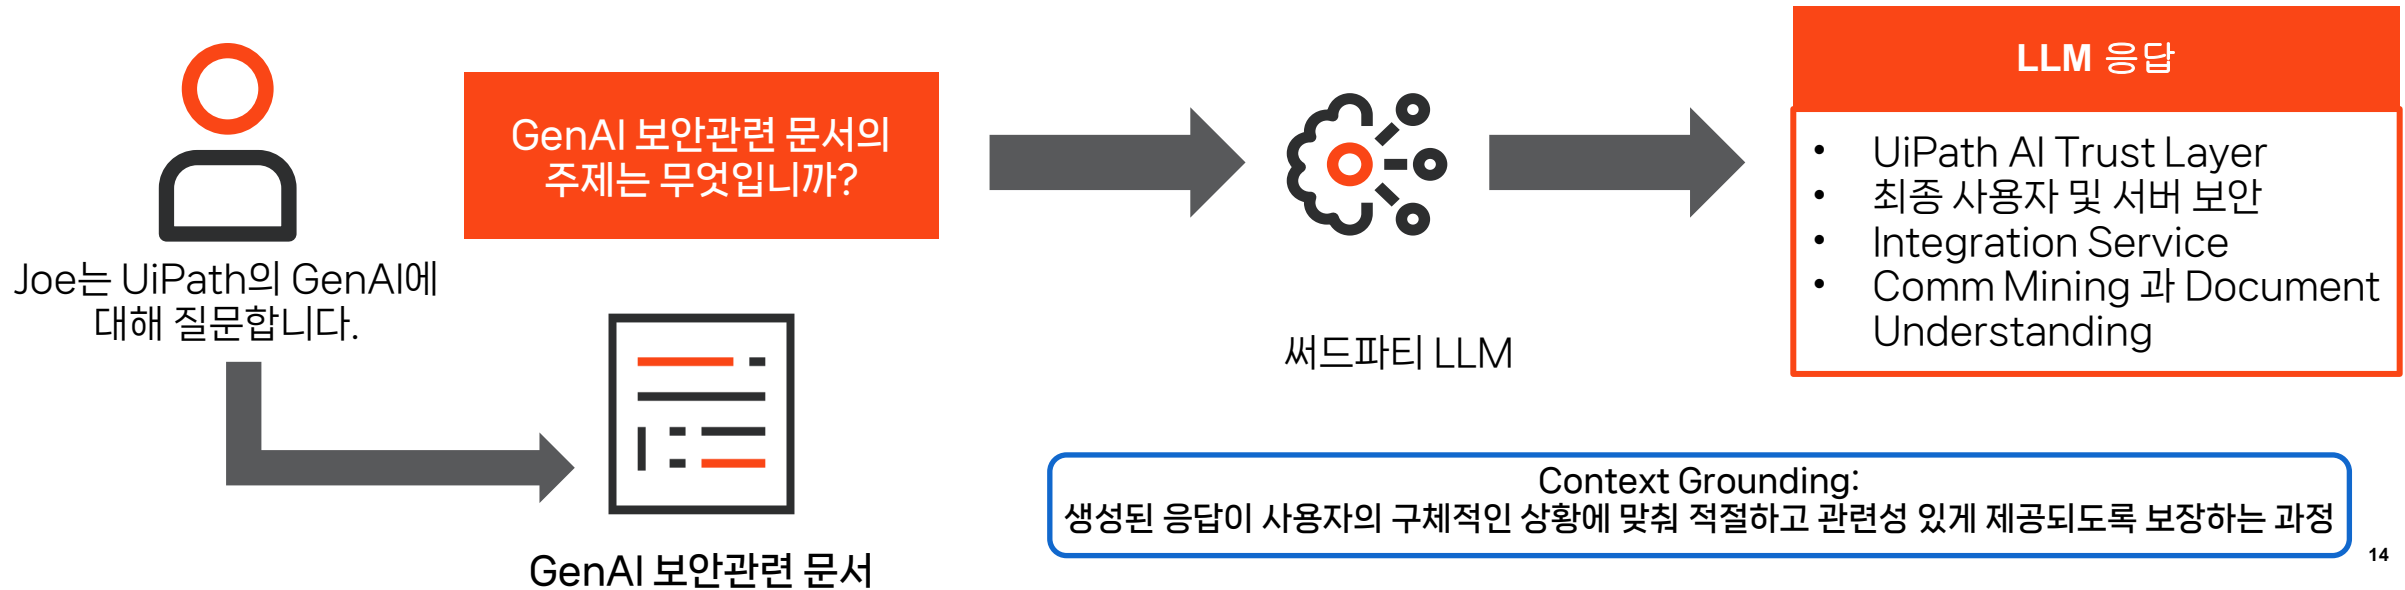 Joe는 UiPath의 GenAI에
대해 질문합니다.
GenAI 보안관련 문서의
주제는 무엇입니까?
GenAI 보안관련 문서
써드파티 LLM
LLM 응답
• UiPath AI Trust Layer
• 최종 사용자 및 서버 보안
• Integration Service
• Comm Mining 과 Document
Understanding
Context Grounding:
생성된 응답이 사용자의 구체적인 상황에 맞춰 적절하고 관련성 있게 제공되도록 보장하는 과정
14